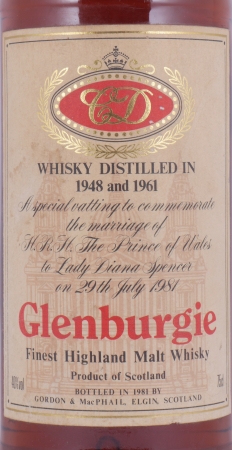 CD
WHISKY DISTILLED IN
1948 and 1961
A special vatting to commemorate
the marriage of
H.R.H. The Prince of Wales
to Lady Diana Spencer
on 29th July 1981
Glenburgie
Finest Highland Malt Whisky
Product of Scotland
40%vol 75cl
BOTTLED IN 1981 BY
GORDON & MACPHAIL, ELGIN, SCOTLAND